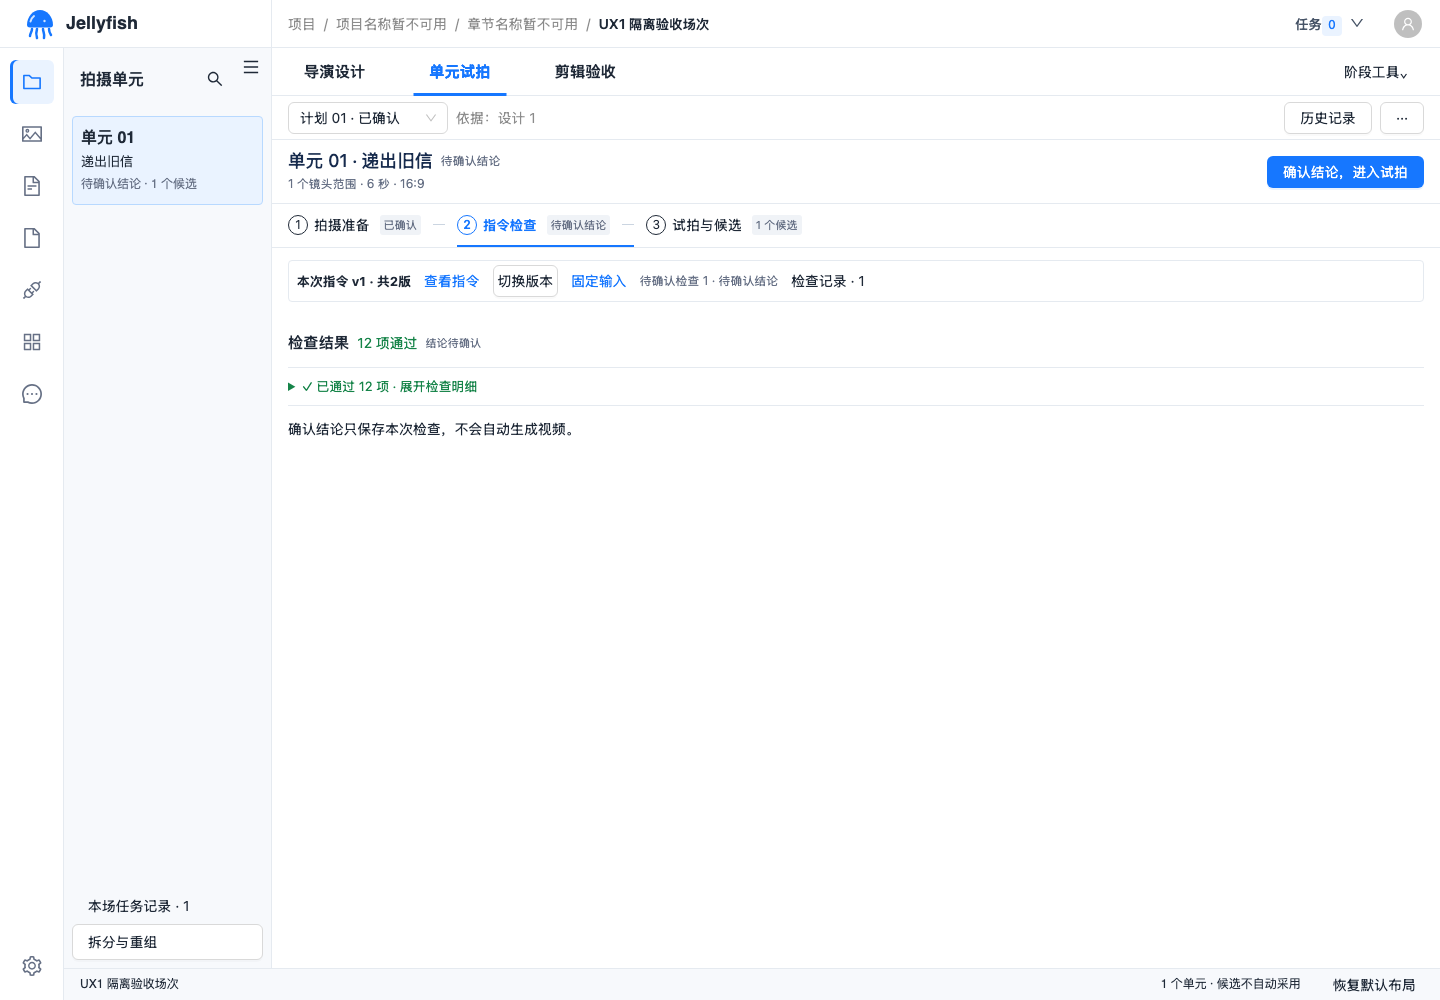 Jellyfish
项目 / 项目名称暂不可用 / 章节名称暂不可用 / UX1 隔离验收场次
任务 0
拍摄单元
导演设计 单元试拍 剪辑验收
阶段工具
计划 01 · 已确认 依据：设计 1
历史记录 ···
单元 01
递出旧信
待确认结论 · 1 个候选
单元 01 · 递出旧信 待确认结论
1 个镜头范围 · 6 秒 · 16:9
确认结论，进入试拍
1 拍摄准备 已确认 — 2 指令检查 待确认结论 — 3 试拍与候选 1 个候选
本次指令 v1 · 共2版 查看指令 切换版本 固定输入 待确认检查 1 · 待确认结论 检查记录 · 1
检查结果 12 项通过 结论待确认
▶ ✓ 已通过 12 项 · 展开检查明细
确认结论只保存本次检查，不会自动生成视频。
本场任务记录 · 1
拆分与重组
UX1 隔离验收场次
1 个单元 · 候选不自动采用 恢复默认布局